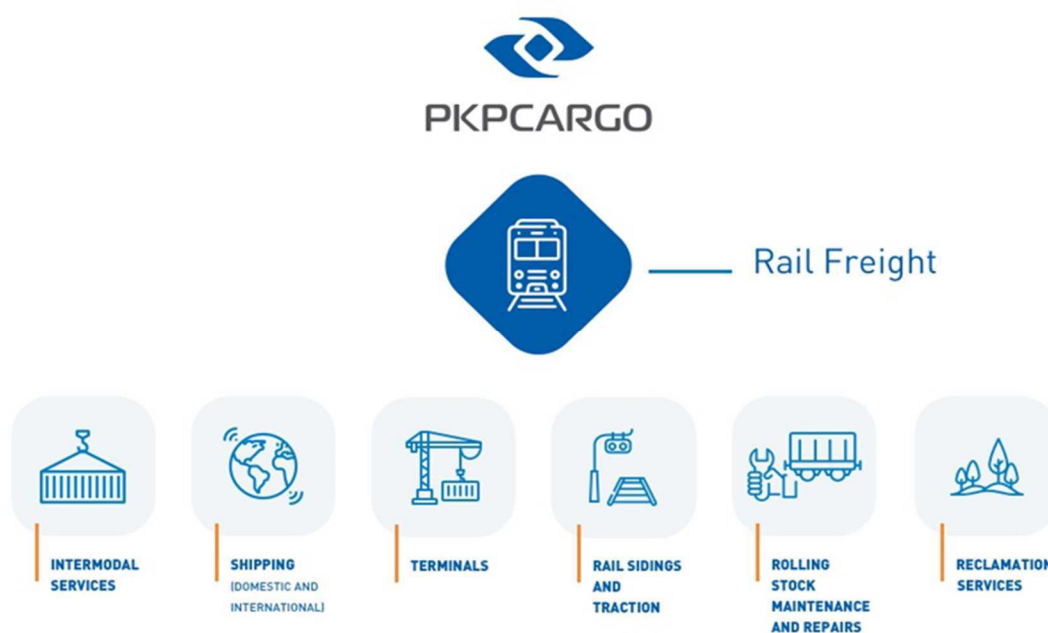 PKPCARGO
Rail Freight
INTERMODAL
SERVICES
SHIPPING
(DOMESTIC AND
INTERNATIONAL)
TERMINALS
RAIL SIDINGS
AND
TRACTION
ROLLING
STOCK
MAINTENANCE
AND REPAIRS
RECLAMATION
SERVICES